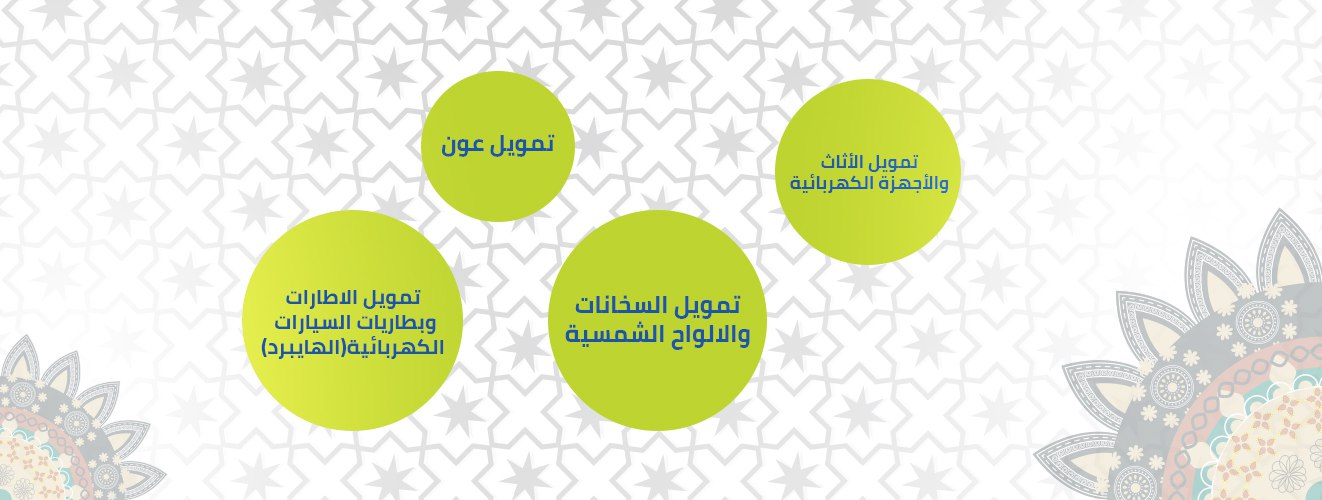 تمويل الأثاث
والأجهزة الكهربائية
تمويل عون
تمويل السخانات
والالواح الشمسية
تمويل الاطارات
وبطاريات السيارات
الكهربائية(الهايبرد)